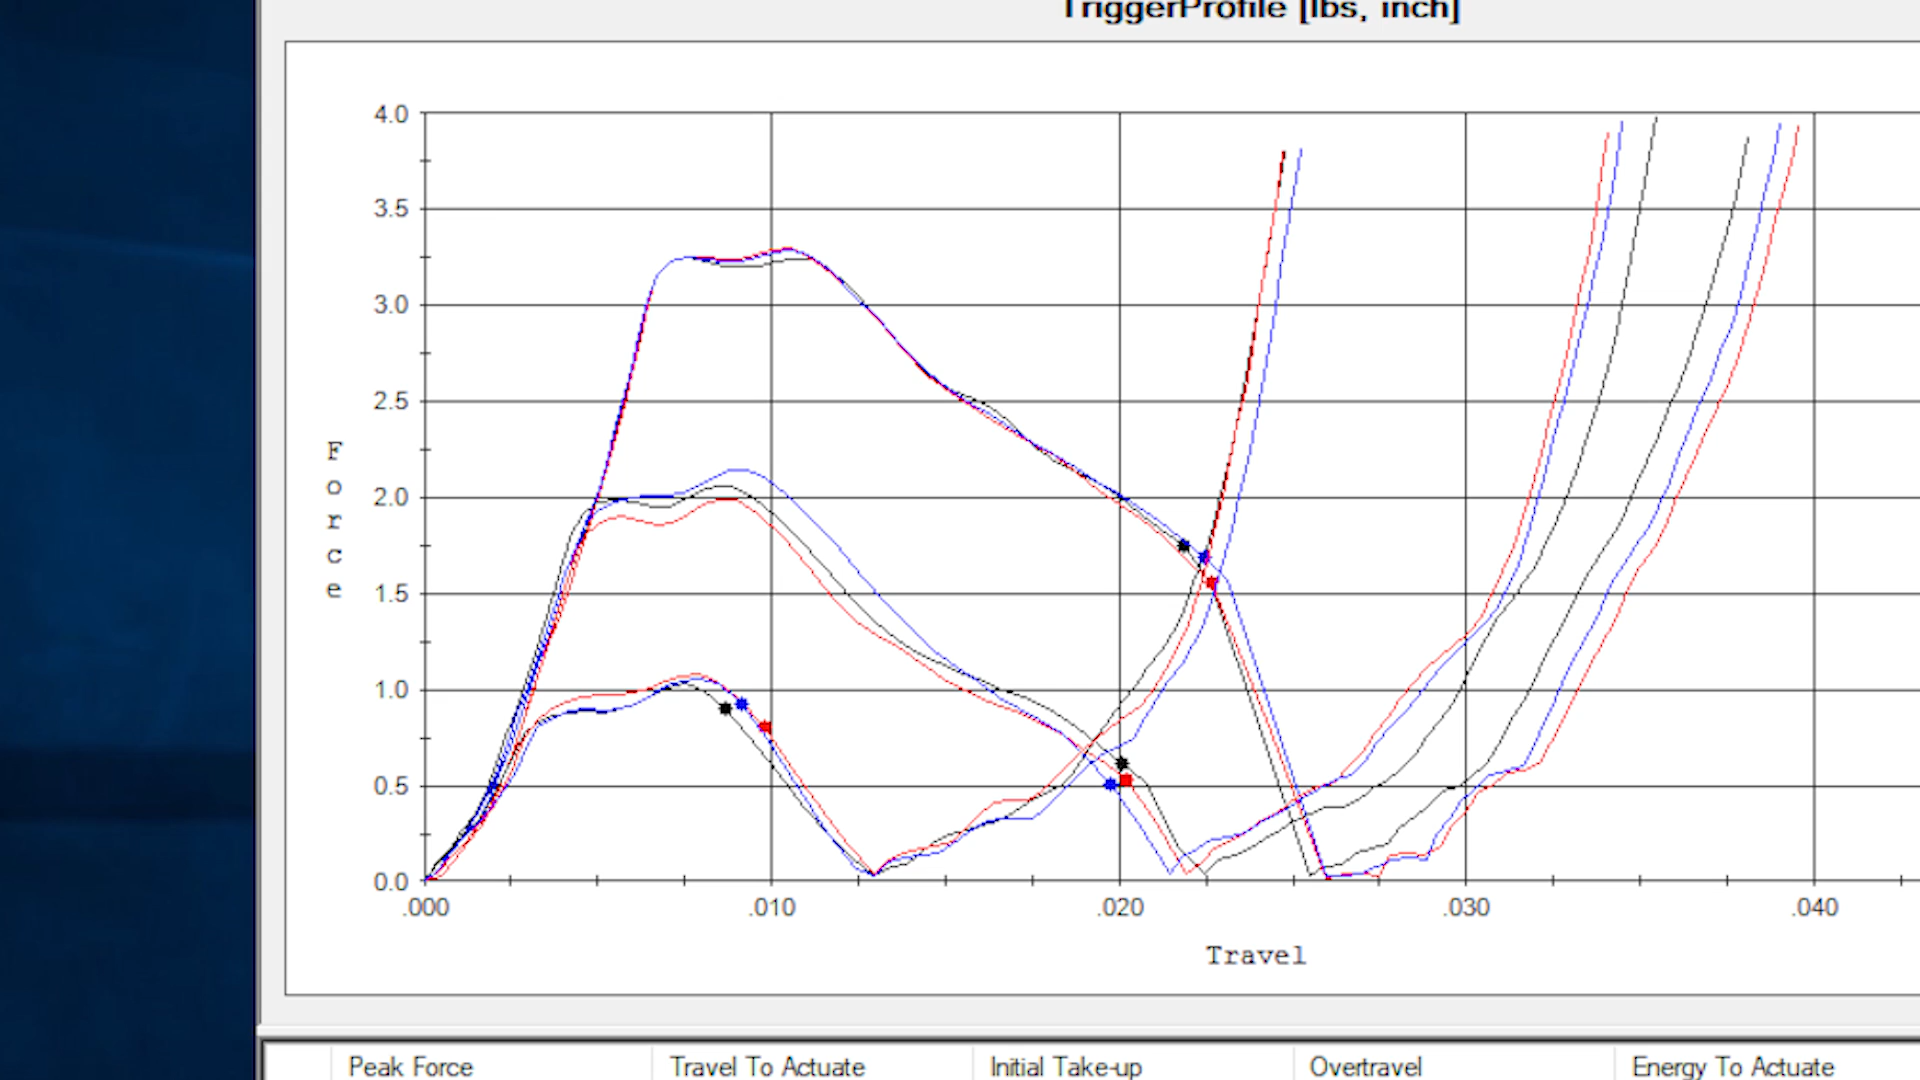 TriggerProfile [lbs, inch]
4.0
3.5
3.0
2.5
2.0
1.5
1.0
0.5
0.0
Force
.000 .010 .020 .030 .040
Travel
Peak Force Travel To Actuate Initial Take-up Overtravel Energy To Actuate